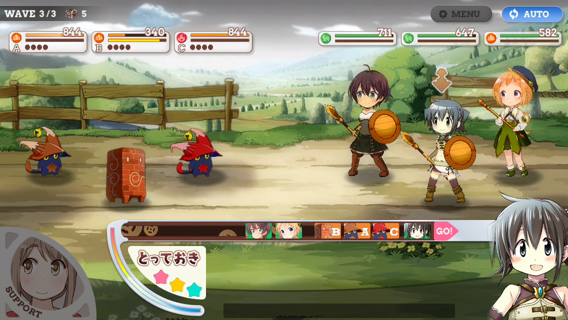 WAVE 3/3 5
MENU
AUTO
844 340 844
A B C
711 647 582
B A C GO!
とっておき
SUPPORT